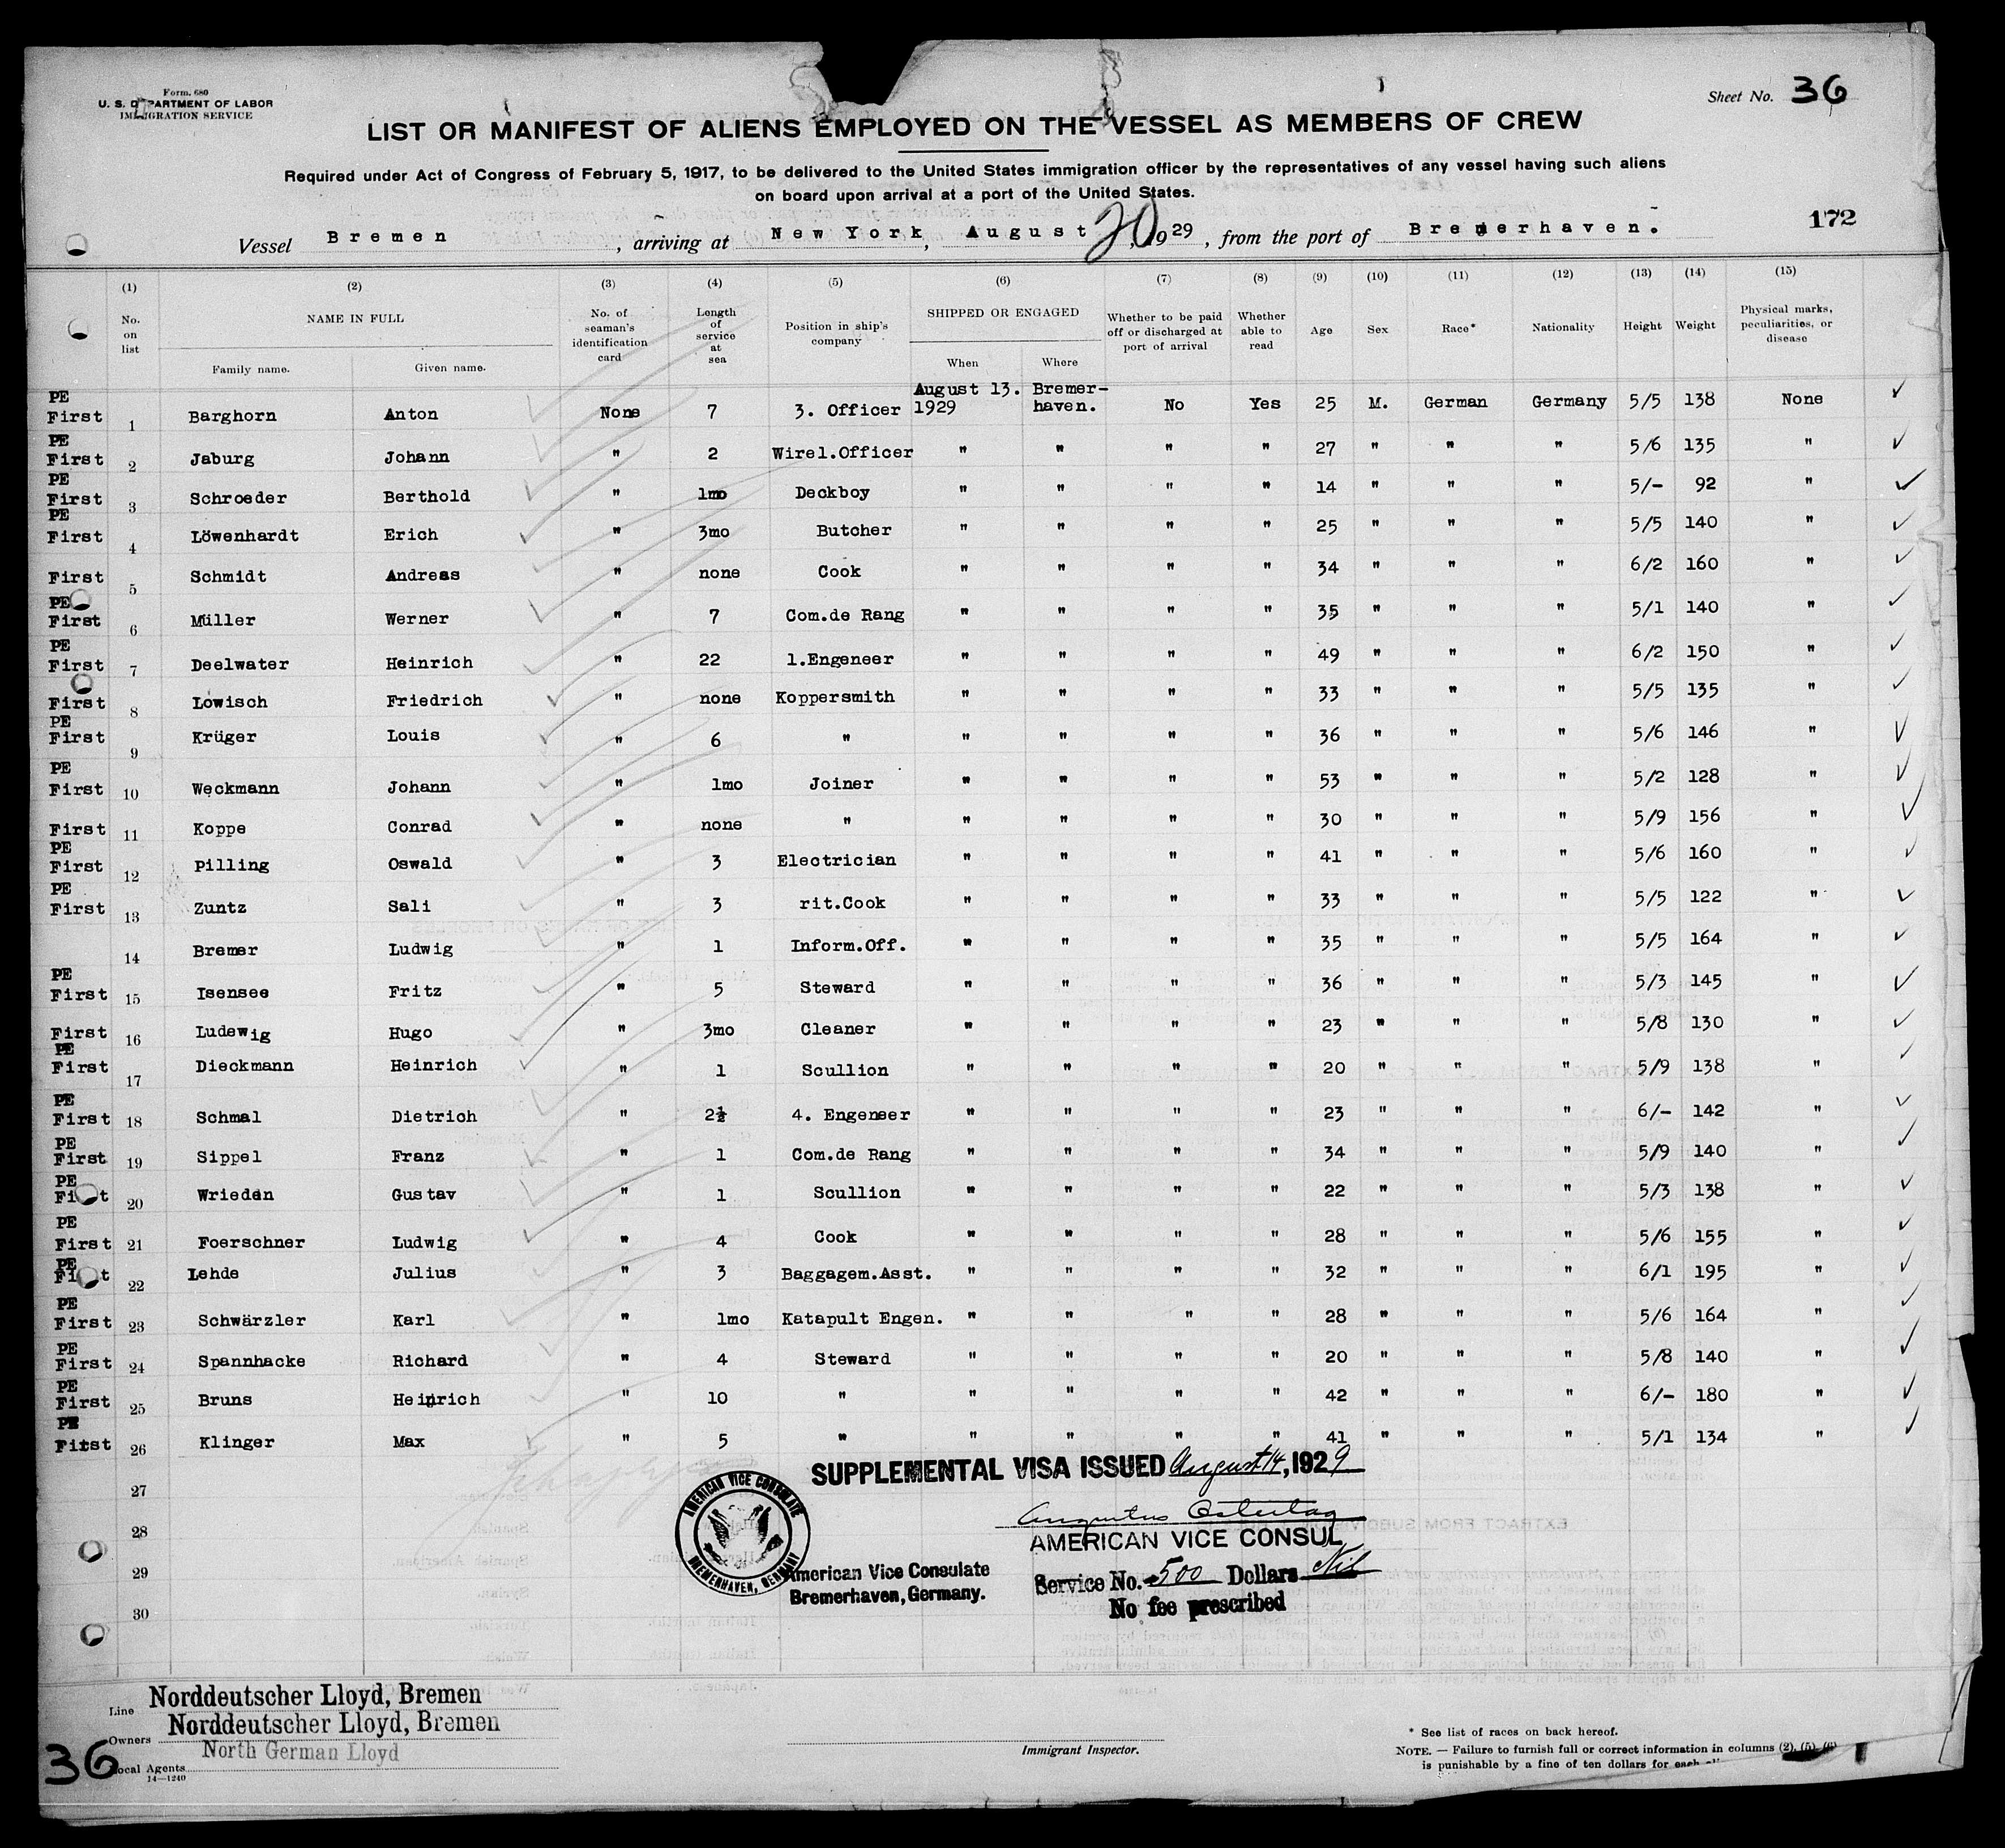 Form. 680
U. S. DEPARTMENT OF LABOR
IMMIGRATION SERVICE
Sheet No. 36
LIST OR MANIFEST OF ALIENS EMPLOYED ON THE VESSEL AS MEMBERS OF CREW
Required under Act of Congress of February 5, 1917, to be delivered to the United States immigration officer by the representatives of any vessel having such aliens
on board upon arrival at a port of the United States.
172
Vessel Bremen, arriving at New York, August 20, 1929, from the port of Bremerhaven.
(1) (2) (3) (4) (5) (6) (7) (8) (9) (10) (11) (12) (13) (14) (15)
No. on list NAME IN FULL Family name. Given name. No. of seaman's identification card Length of service at sea Position in ship's company SHIPPED OR ENGAGED When Where Whether to be paid off or discharged at port of arrival Whether able to read Age Sex Race* Nationality Height Weight Physical marks, peculiarities, or disease
PE First 1 Barghorn Anton None 7 3. Officer August 13. 1929 Bremer-haven. No Yes 25 M. German Germany 5/5 138 None
PE First 2 Jaburg Johann " 2 Wirel.Officer " " " " 27 " " " 5/6 135 "
PE First 3 Schroeder Berthold " 1mo Deckboy " " " " 14 " " " 5/- 92 "
PE First 4 Löwenhardt Erich " 3mo Butcher " " " " 25 " " " 5/5 140 "
First 5 Schmidt Andreas " none Cook " " " " 34 " " " 6/2 160 "
PE First 6 Müller Werner " 7 Com.de Rang " " " " 35 " " " 5/1 140 "
PE First 7 Deelwater Heinrich " 22 1.Engeneer " " " " 49 " " " 6/2 150 "
First 8 Löwisch Friedrich " none Koppersmith " " " " 33 " " " 5/5 135 "
PE First 9 Krüger Louis " 6 " " " " " 36 " " " 5/6 146 "
PE First 10 Weckmann Johann " 1mo Joiner " " " " 53 " " " 5/2 128 "
First 11 Koppe Conrad " none " " " " " 30 " " " 5/9 156 "
PE First 12 Pilling Oswald " 3 Electrician " " " " 41 " " " 5/6 160 "
PE First 13 Zuntz Sali " 3 rit.Cook " " " " 33 " " " 5/5 122 "
14 Bremer Ludwig " 1 Inform.Off. " " " " 35 " " " 5/5 164 "
PE First 15 Isensee Fritz " 5 Steward " " " " 36 " " " 5/3 145 "
First 16 Ludewig Hugo " 3mo Cleaner " " " " 23 " " " 5/8 130 "
PE First 17 Dieckmann Heinrich " 1 Scullion " " " " 20 " " " 5/9 138 "
PE First 18 Schmal Dietrich " 2½ 4. Engeneer " " " " 23 " " " 6/- 142 "
PE First 19 Sippel Franz " 1 Com.de Rang " " " " 34 " " " 5/9 140 "
PE First 20 Wrieden Gustav " 1 Scullion " " " " 22 " " " 5/3 138 "
PE First 21 Foerschner Ludwig " 4 Cook " " " " 28 " " " 5/6 155 "
PE First 22 Lehde Julius " 3 Baggagem.Asst. " " " " 32 " " " 6/1 195 "
PE First 23 Schwärzler Karl " 1mo Katapult Engen. " " " " 28 " " " 5/6 164 "
PE First 24 Spannhacke Richard " 4 Steward " " " " 20 " " " 5/8 140 "
PE First 25 Bruns Heinrich " 10 " " " " " 42 " " " 6/- 180 "
PE First 26 Klinger Max " 5 " " " " " 41 " " " 5/1 134 "
27
28
29
30
SUPPLEMENTAL VISA ISSUED August 14, 1929
Augustus Ostertag
AMERICAN VICE CONSUL
AMERICAN VICE CONSULATE
BREMERHAVEN, GERMANY
American Vice Consulate
Bremerhaven, Germany.
Service No. 500 Dollars Nil
No fee prescribed
Line Norddeutscher Lloyd, Bremen
Owners Norddeutscher Lloyd, Bremen
Local Agents North German Lloyd
36
14—1240
Immigrant Inspector.
* See list of races on back hereof.
NOTE. — Failure to furnish full or correct information in columns (2), (5), (6)
is punishable by a fine of ten dollars for each